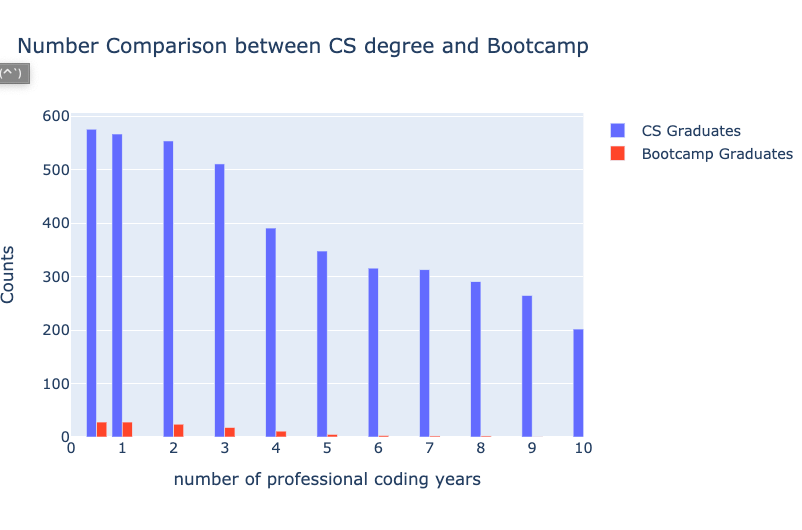 Number Comparison between CS degree and Bootcamp
(^`)
600
500
400
300
200
100
0
Counts
0 1 2 3 4 5 6 7 8 9 10
number of professional coding years
CS Graduates
Bootcamp Graduates